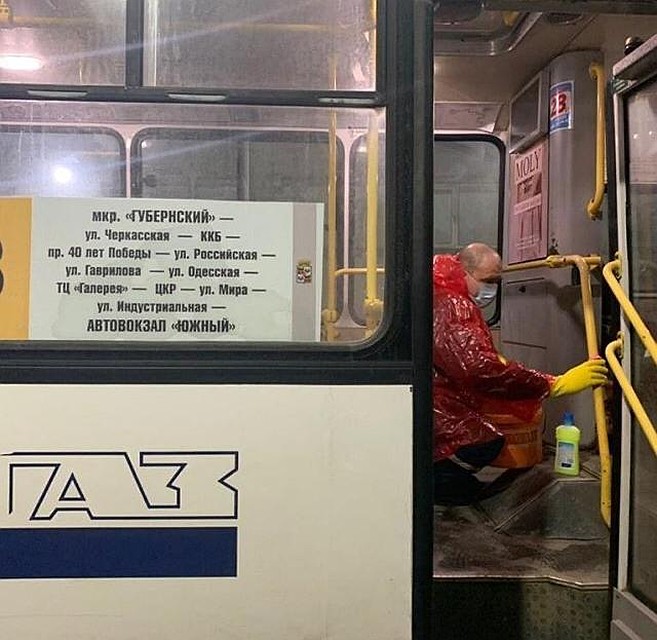 мкр. «ГУБЕРНСКИЙ» —
ул. Черкасская — ККБ —
пр. 40 лет Победы — ул. Российская —
ул. Гаврилова — ул. Одесская —
ТЦ «Галерея» — ЦКР — ул. Мира —
ул. Индустриальная —
АВТОВОКЗАЛ «ЮЖНЫЙ»
23
MOLY
ГАЗ